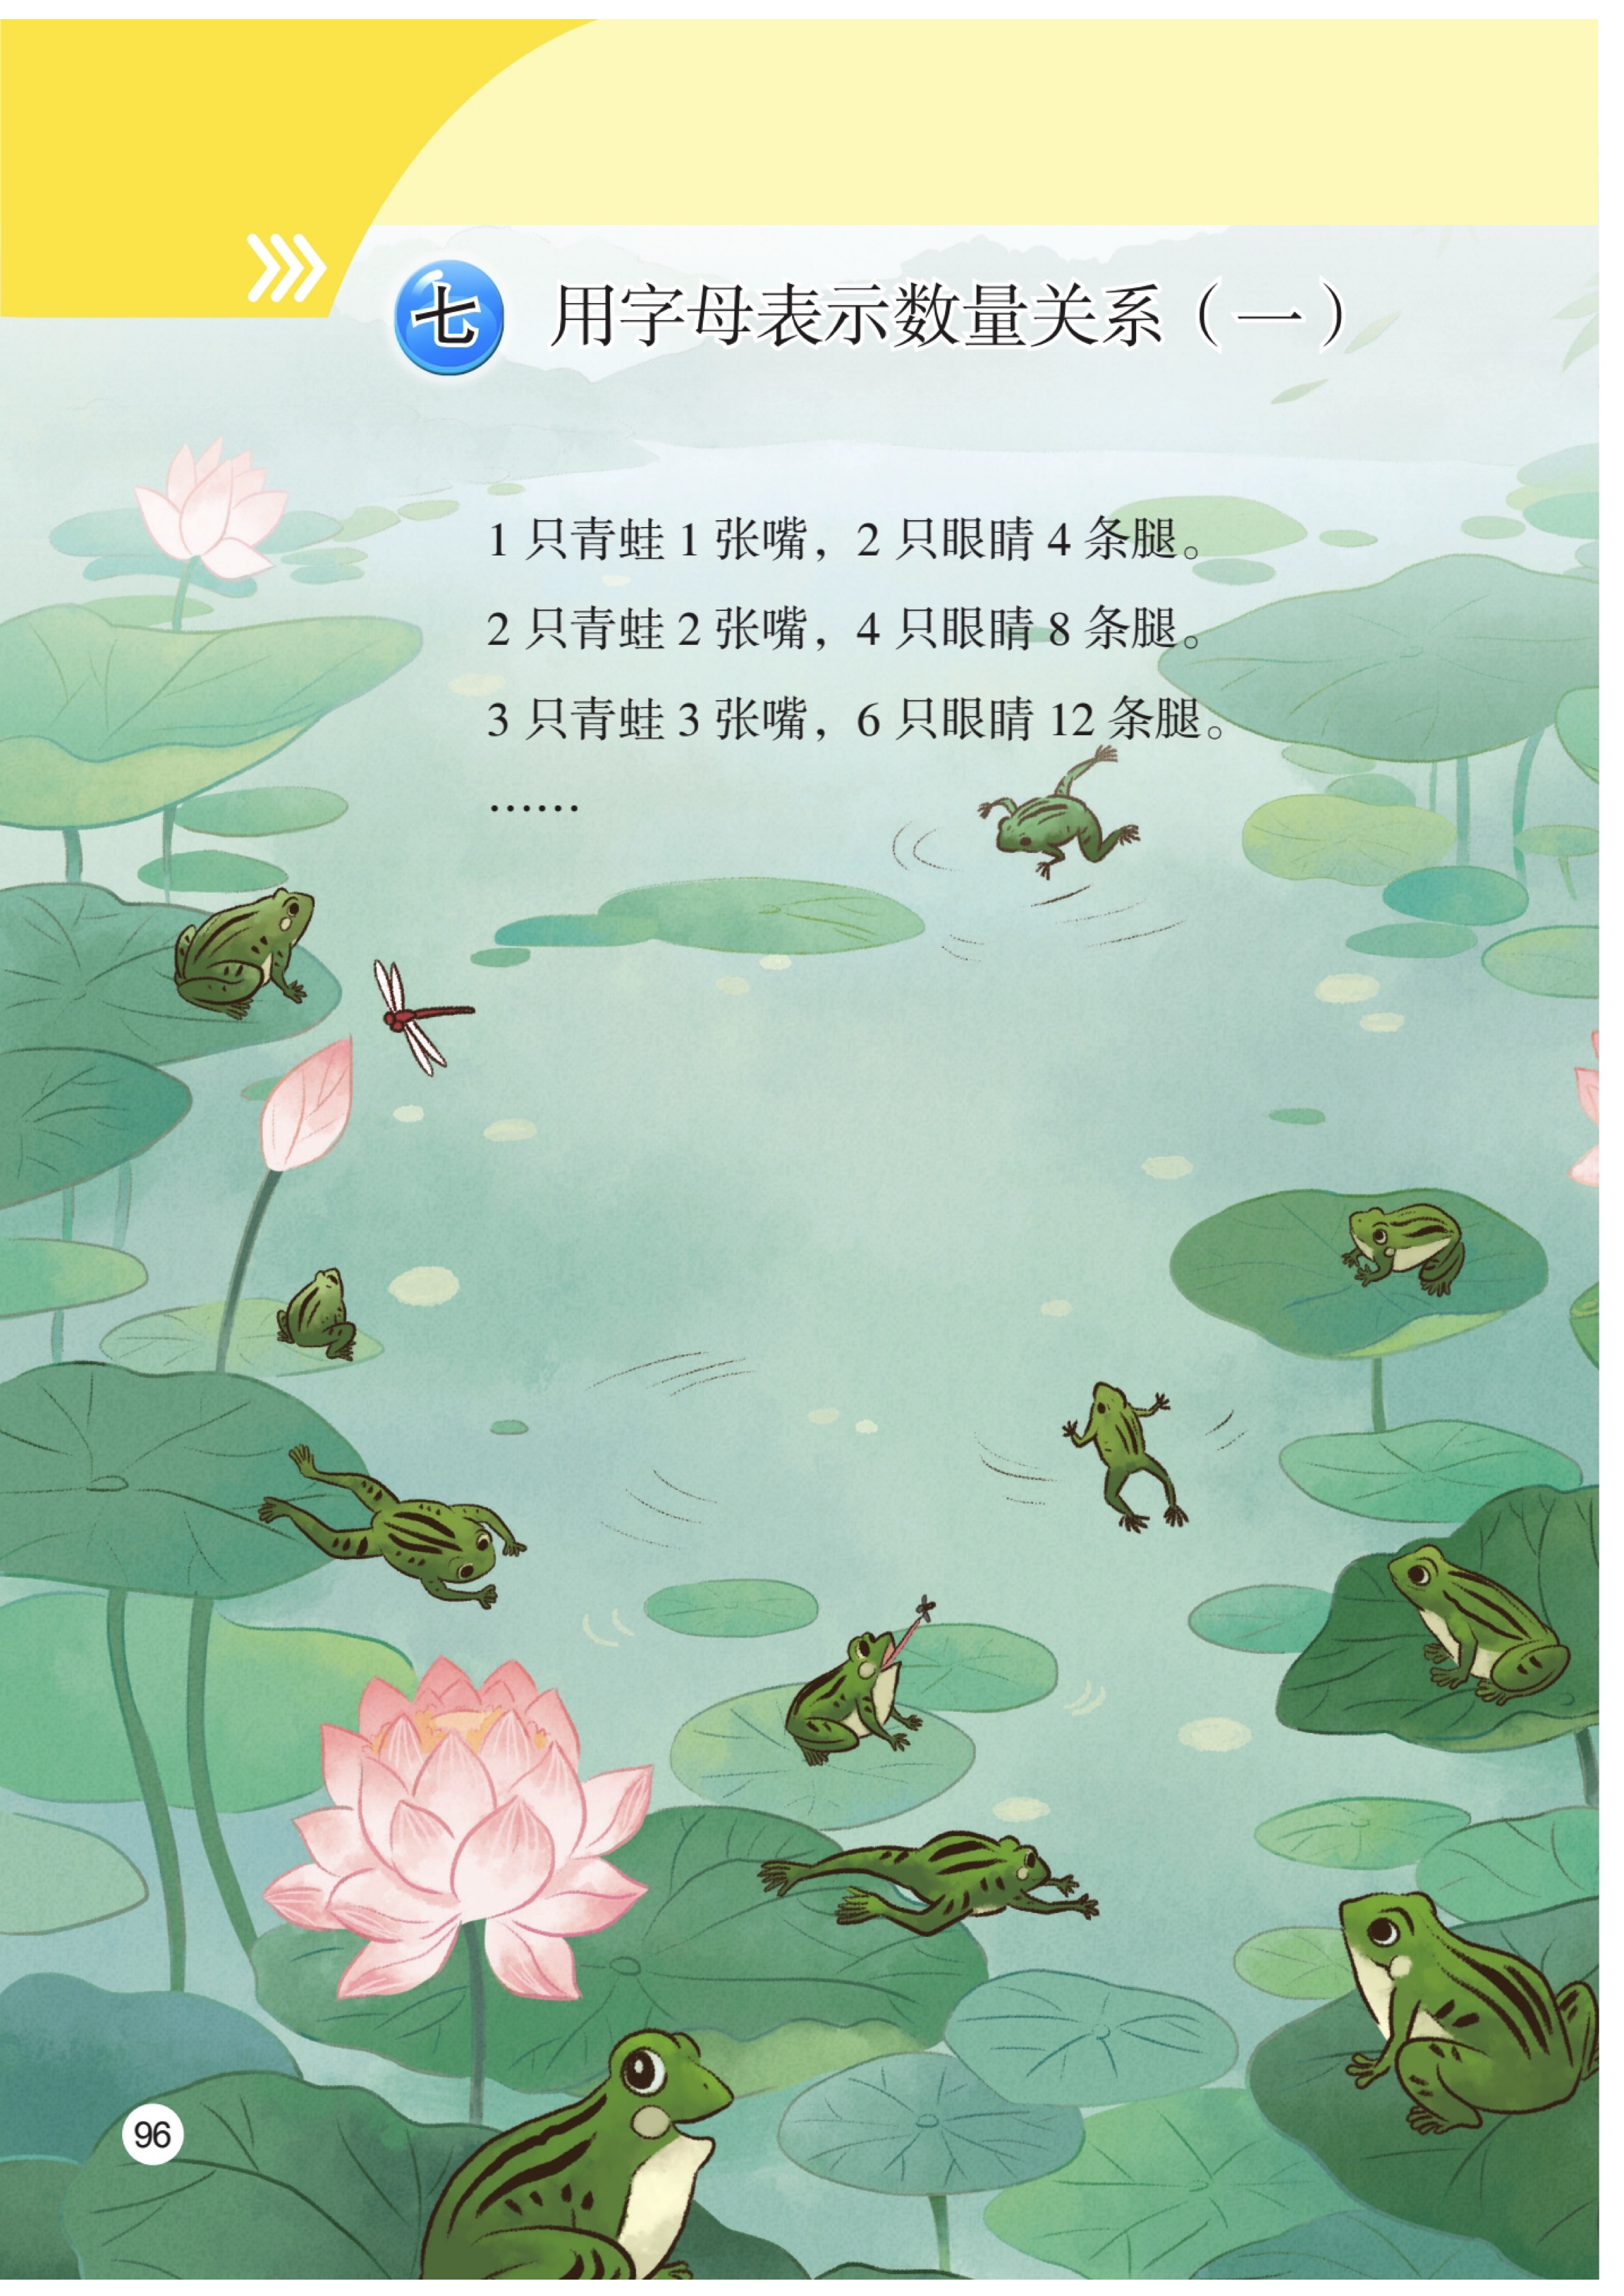 七 用字母表示数量关系（一）
1 只青蛙 1 张嘴，2 只眼睛 4 条腿。
2 只青蛙 2 张嘴，4 只眼睛 8 条腿。
3 只青蛙 3 张嘴，6 只眼睛 12 条腿。
……
96